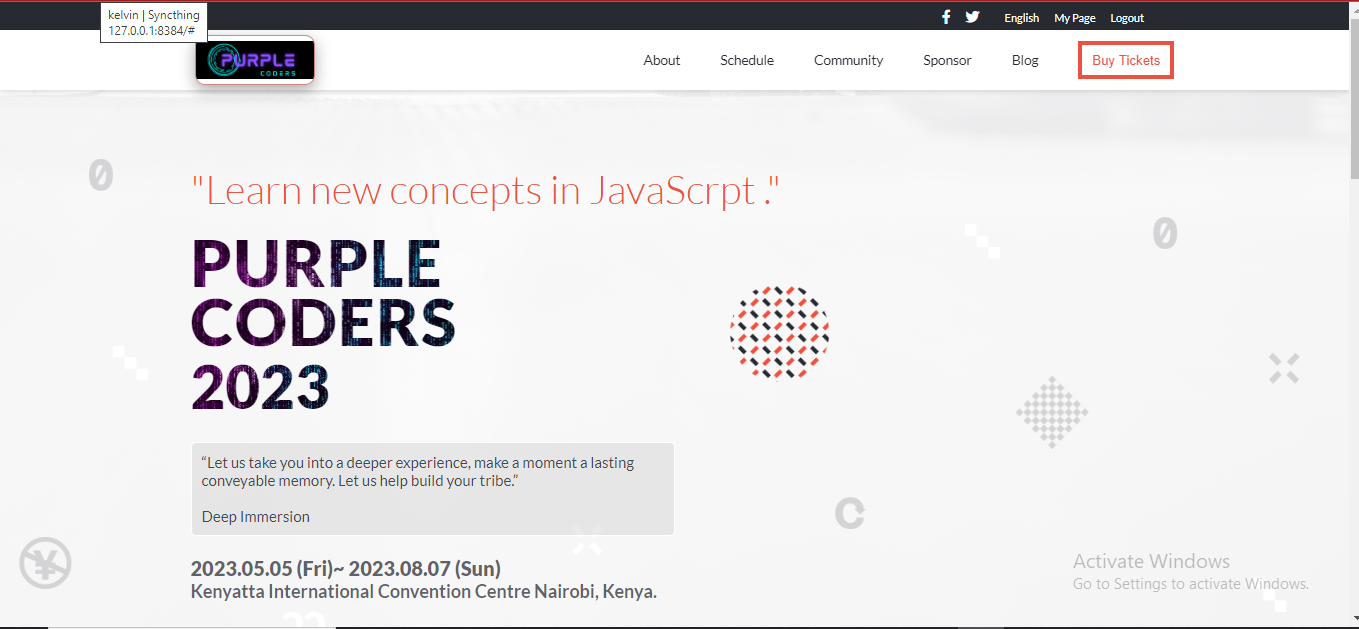 kelvin | Syncthing
127.0.0.1:8384/#
English My Page Logout
PURPLE
CODERS
About Schedule Community Sponsor Blog Buy Tickets
"Learn new concepts in JavaScrpt ."
PURPLE
CODERS
2023
“Let us take you into a deeper experience, make a moment a lasting
conveyable memory. Let us help build your tribe.”
Deep Immersion
2023.05.05 (Fri)~ 2023.08.07 (Sun)
Kenyatta International Convention Centre Nairobi, Kenya.
Activate Windows
Go to Settings to activate Windows.